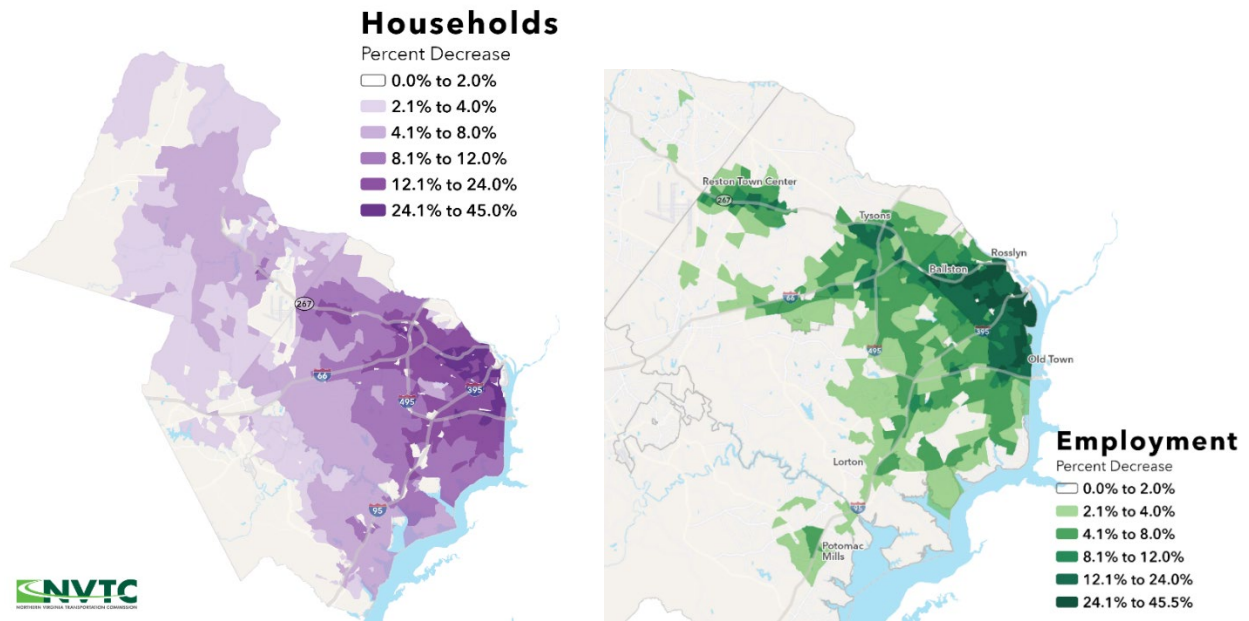 Households
Percent Decrease
0.0% to 2.0%
2.1% to 4.0%
4.1% to 8.0%
8.1% to 12.0%
12.1% to 24.0%
24.1% to 45.0%
267
66
495
395
95
NVTC
NORTHERN VIRGINIA TRANSPORTATION COMMISSION
Reston Town Center
267
Tysons
Rosslyn
Ballston
66
395
495
Old Town
Lorton
95
Potomac
Mills
Employment
Percent Decrease
0.0% to 2.0%
2.1% to 4.0%
4.1% to 8.0%
8.1% to 12.0%
12.1% to 24.0%
24.1% to 45.5%